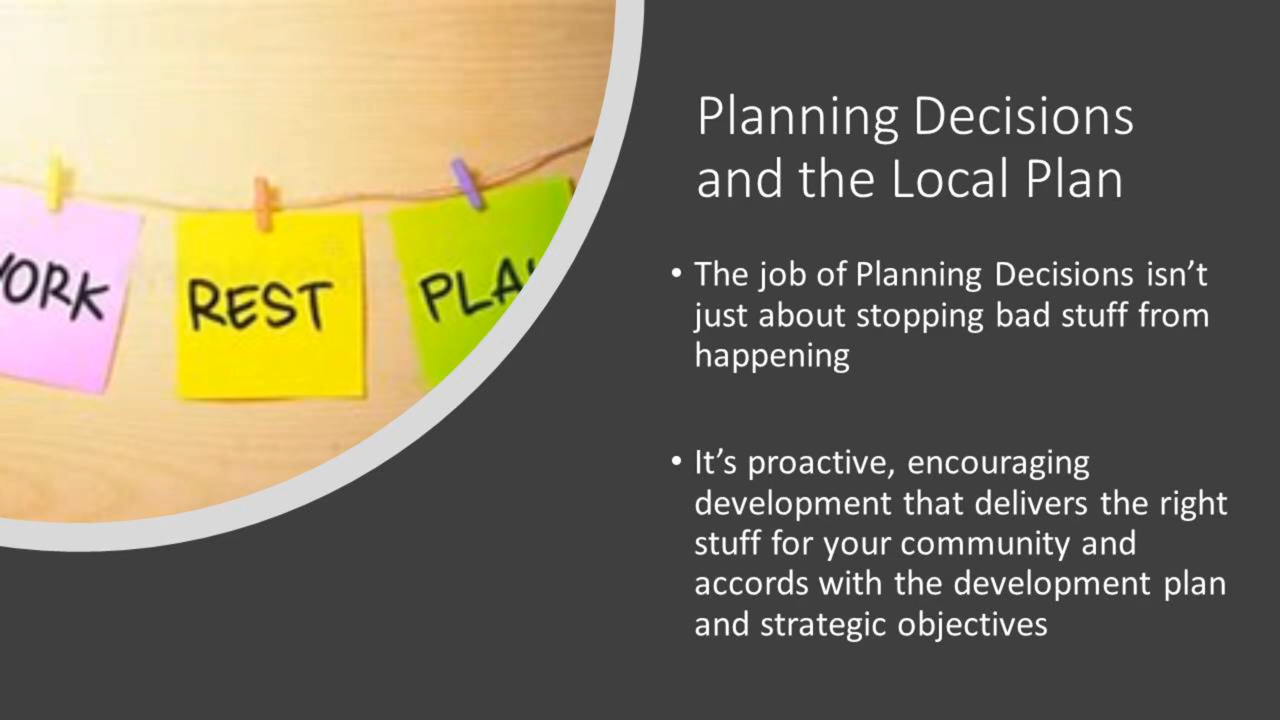 Planning Decisions
and the Local Plan
• The job of Planning Decisions isn’t
just about stopping bad stuff from
happening
• It’s proactive, encouraging
development that delivers the right
stuff for your community and
accords with the development plan
and strategic objectives
ORK
REST
PLA